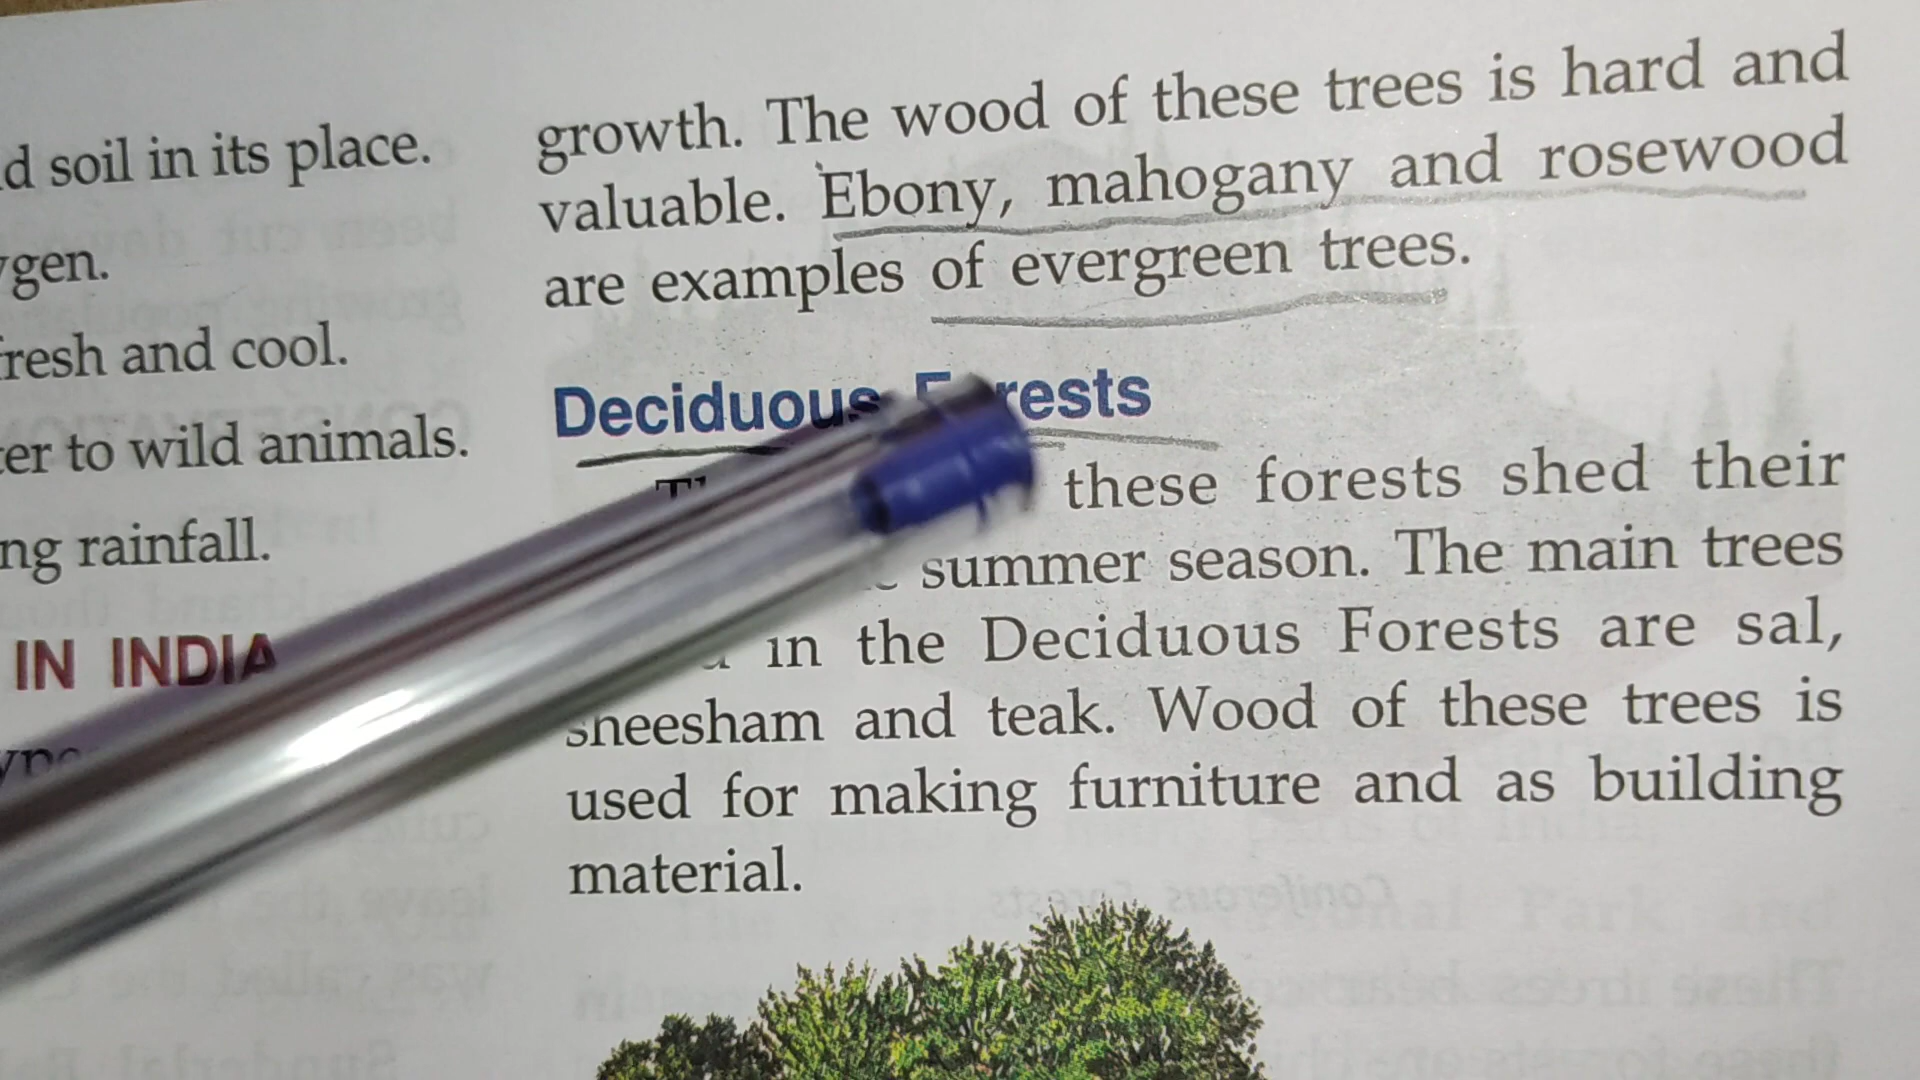 d soil in its place.
ygen.
resh and cool.
er to wild animals.
ng rainfall.
IN INDIA
growth. The wood of these trees is hard and
valuable. Ebony, mahogany and rosewood
are examples of evergreen trees.
Deciduous Forests
these forests shed their
summer season. The main trees
in the Deciduous Forests are sal,
sheesham and teak. Wood of these trees is
used for making furniture and as building
material.